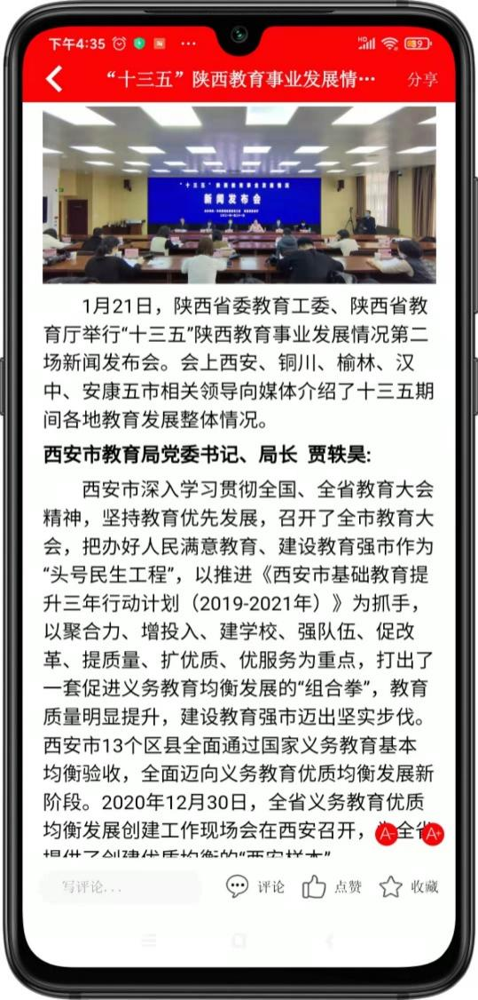 下午4:35
HD
39
“十三五”陕西教育事业发展情…
分享
“十三五”陕西教育事业发展情况
新闻发布会
1月21日，陕西省委教育工委、陕西省教
育厅举行“十三五”陕西教育事业发展情况第二
场新闻发布会。会上西安、铜川、榆林、汉
中、安康五市相关领导向媒体介绍了十三五期
间各地教育发展整体情况。
西安市教育局党委书记、局长 贾轶昊:
西安市深入学习贯彻全国、全省教育大会
精神，坚持教育优先发展，召开了全市教育大
会，把办好人民满意教育、建设教育强市作为
“头号民生工程”，以推进《西安市基础教育提
升三年行动计划（2019-2021年）》为抓手，
以聚合力、增投入、建学校、强队伍、促改
革、提质量、扩优质、优服务为重点，打出了
一套促进义务教育均衡发展的“组合拳”，教育
质量明显提升，建设教育强市迈出坚实步伐。
西安市13个区县全面通过国家义务教育基本
均衡验收，全面迈向义务教育优质均衡发展新
阶段。2020年12月30日，全省义务教育优质
均衡发展创建工作现场会在西安召开，为全省
提供了创建优质均衡的“西安样本”
A-
A+
写评论...
评论
点赞
收藏